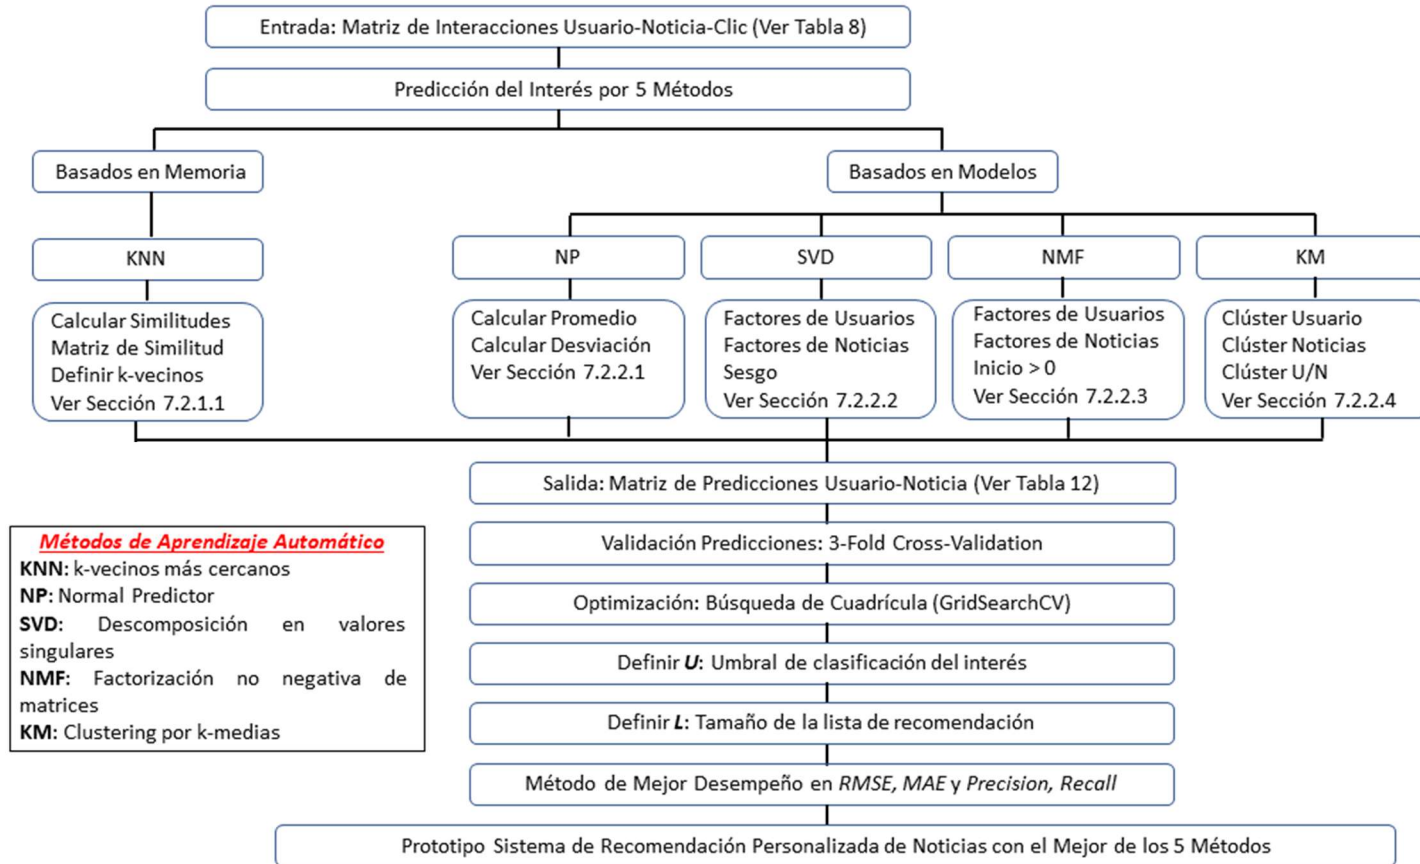 Entrada: Matriz de Interacciones Usuario-Noticia-Clic (Ver Tabla 8)
Predicción del Interés por 5 Métodos
Basados en Memoria
Basados en Modelos
KNN
NP
SVD
NMF
KM
Calcular Similitudes
Matriz de Similitud
Definir k-vecinos
Ver Sección 7.2.1.1
Calcular Promedio
Calcular Desviación
Ver Sección 7.2.2.1
Factores de Usuarios
Factores de Noticias
Sesgo
Ver Sección 7.2.2.2
Factores de Usuarios
Factores de Noticias
Inicio > 0
Ver Sección 7.2.2.3
Clúster Usuario
Clúster Noticias
Clúster U/N
Ver Sección 7.2.2.4
Salida: Matriz de Predicciones Usuario-Noticia (Ver Tabla 12)
Validación Predicciones: 3-Fold Cross-Validation
Optimización: Búsqueda de Cuadrícula (GridSearchCV)
Definir U: Umbral de clasificación del interés
Definir L: Tamaño de la lista de recomendación
Método de Mejor Desempeño en RMSE, MAE y Precision, Recall
Prototipo Sistema de Recomendación Personalizada de Noticias con el Mejor de los 5 Métodos
Métodos de Aprendizaje Automático
KNN: k-vecinos más cercanos
NP: Normal Predictor
SVD: Descomposición en valores
singulares
NMF: Factorización no negativa de
matrices
KM: Clustering por k-medias